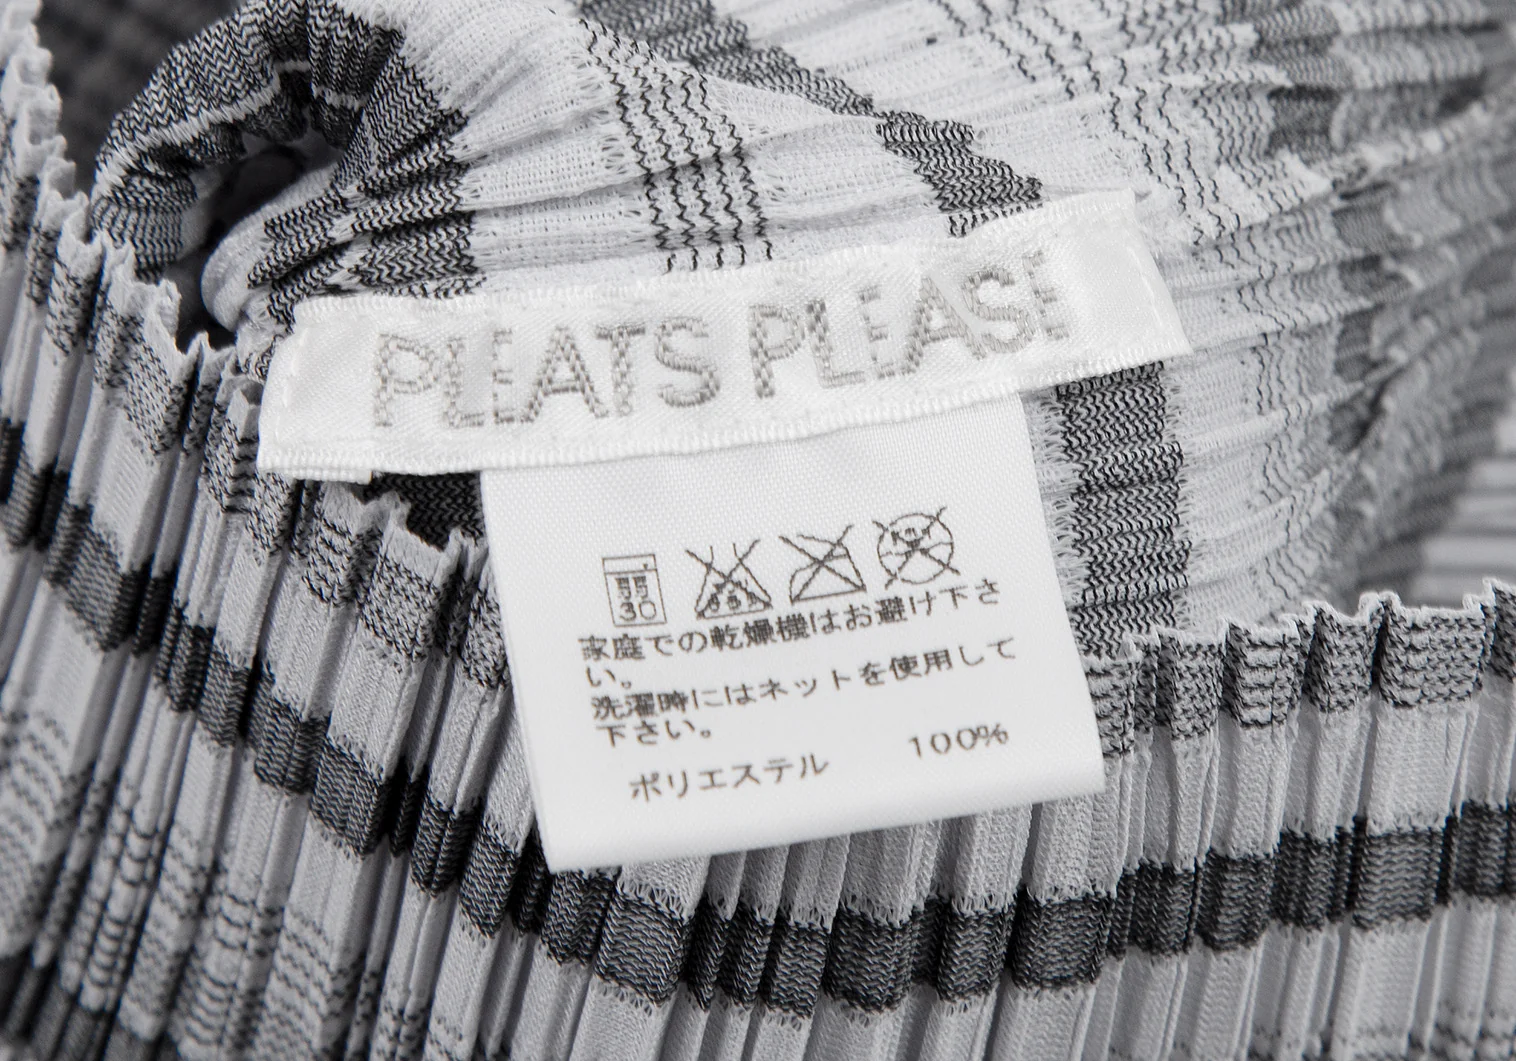 PLEATS PLEASE
弱
30
家庭での乾燥機はお避け下さ
い。
洗濯時にはネットを使用して
下さい。
ポリエステル 100%